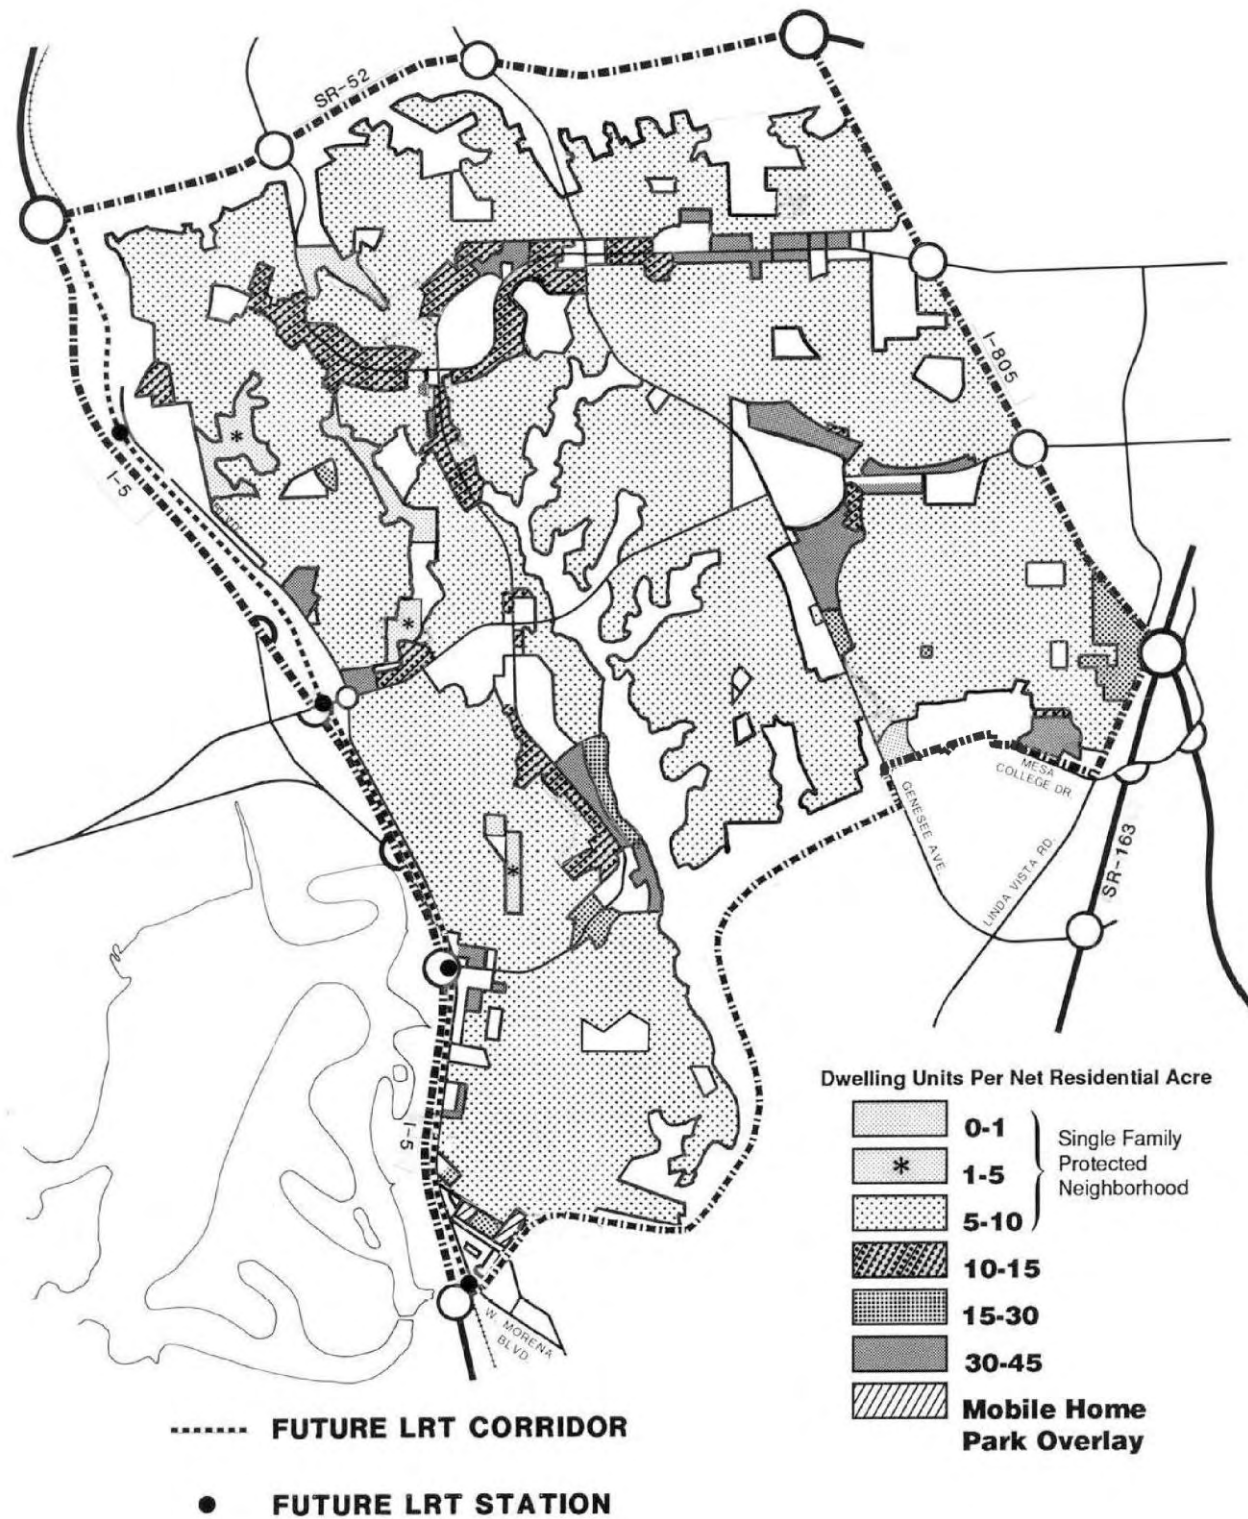 SR-52
I-805
I-5
MESA
COLLEGE DR.
GENESEE AVE.
LINDA VISTA RD.
SR-163
I-5
W. MORENA
BLVD.
Dwelling Units Per Net Residential Acre
0-1
* 1-5
5-10
Single Family
Protected
Neighborhood
10-15
15-30
30-45
Mobile Home
Park Overlay
FUTURE LRT CORRIDOR
FUTURE LRT STATION
*
*
*